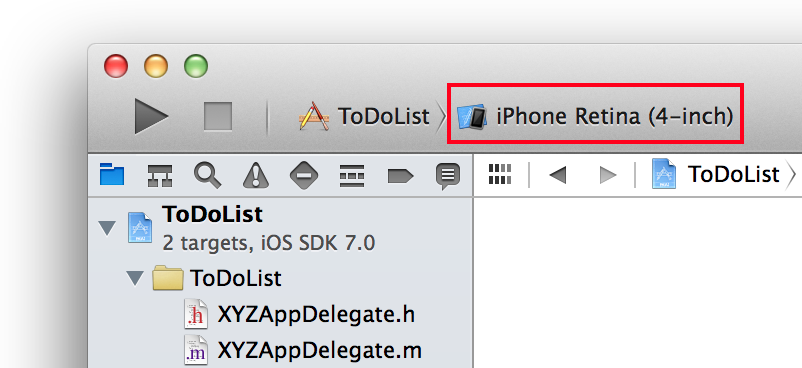 ToDoList
iPhone Retina (4-inch)
ToDoList
ToDoList
2 targets, iOS SDK 7.0
ToDoList
.h
XYZAppDelegate.h
.m
XYZAppDelegate.m